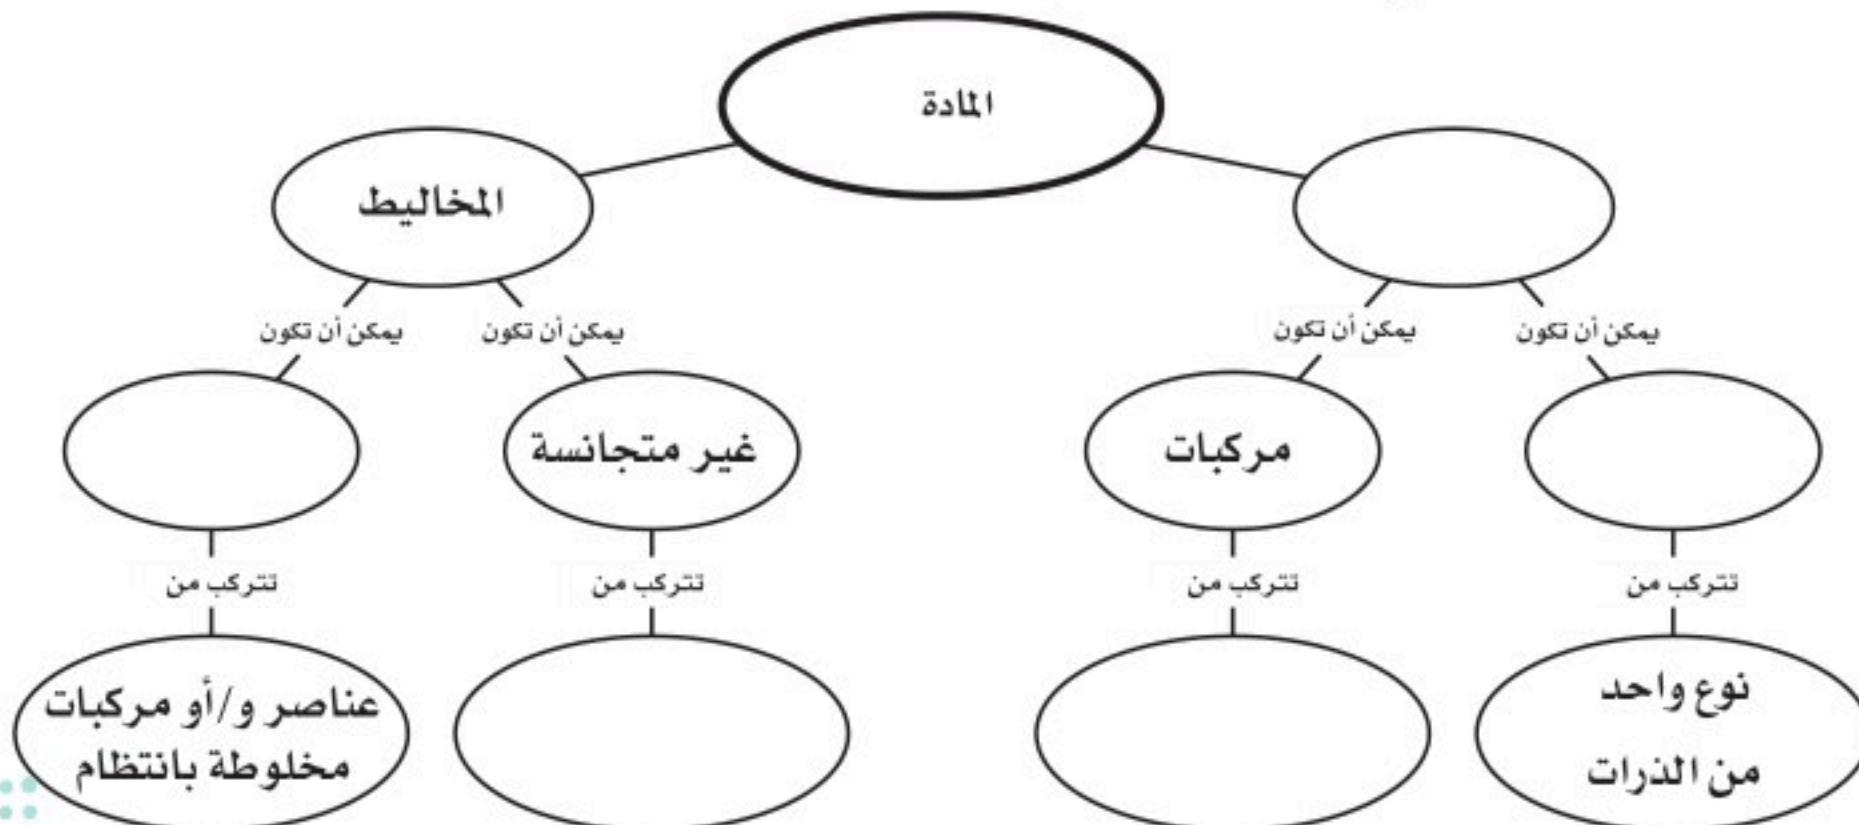 المادة
المخاليط
يمكن أن تكون
يمكن أن تكون
يمكن أن تكون
يمكن أن تكون
مركبات
غير متجانسة
تتركب من
تتركب من
تتركب من
تتركب من
نوع واحد
من الذرات
عناصر و/أو مركبات
مخلوطة بانتظام